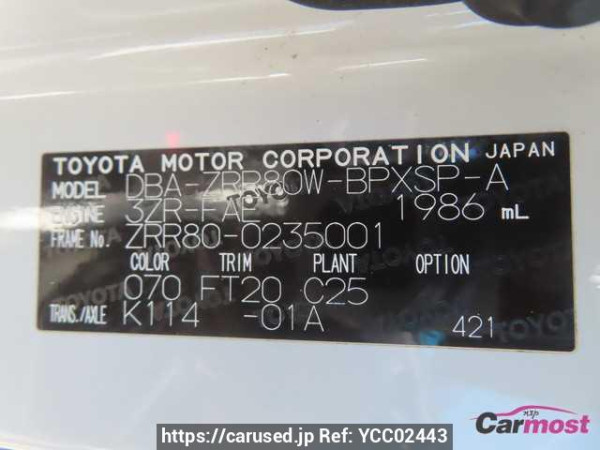 TOYOTA MOTOR CORPORATION JAPAN
MODEL DBA-ZRR80W-BPXSP-A
ENGINE 3ZR-FAE 1986 mL
FRAME No. ZRR80-0235001
COLOR TRIM PLANT OPTION
070 FT20 C25
TRANS./AXLE K114 -01A
421
TOYOTA
Carmost
https://carused.jp Ref: YCC02443